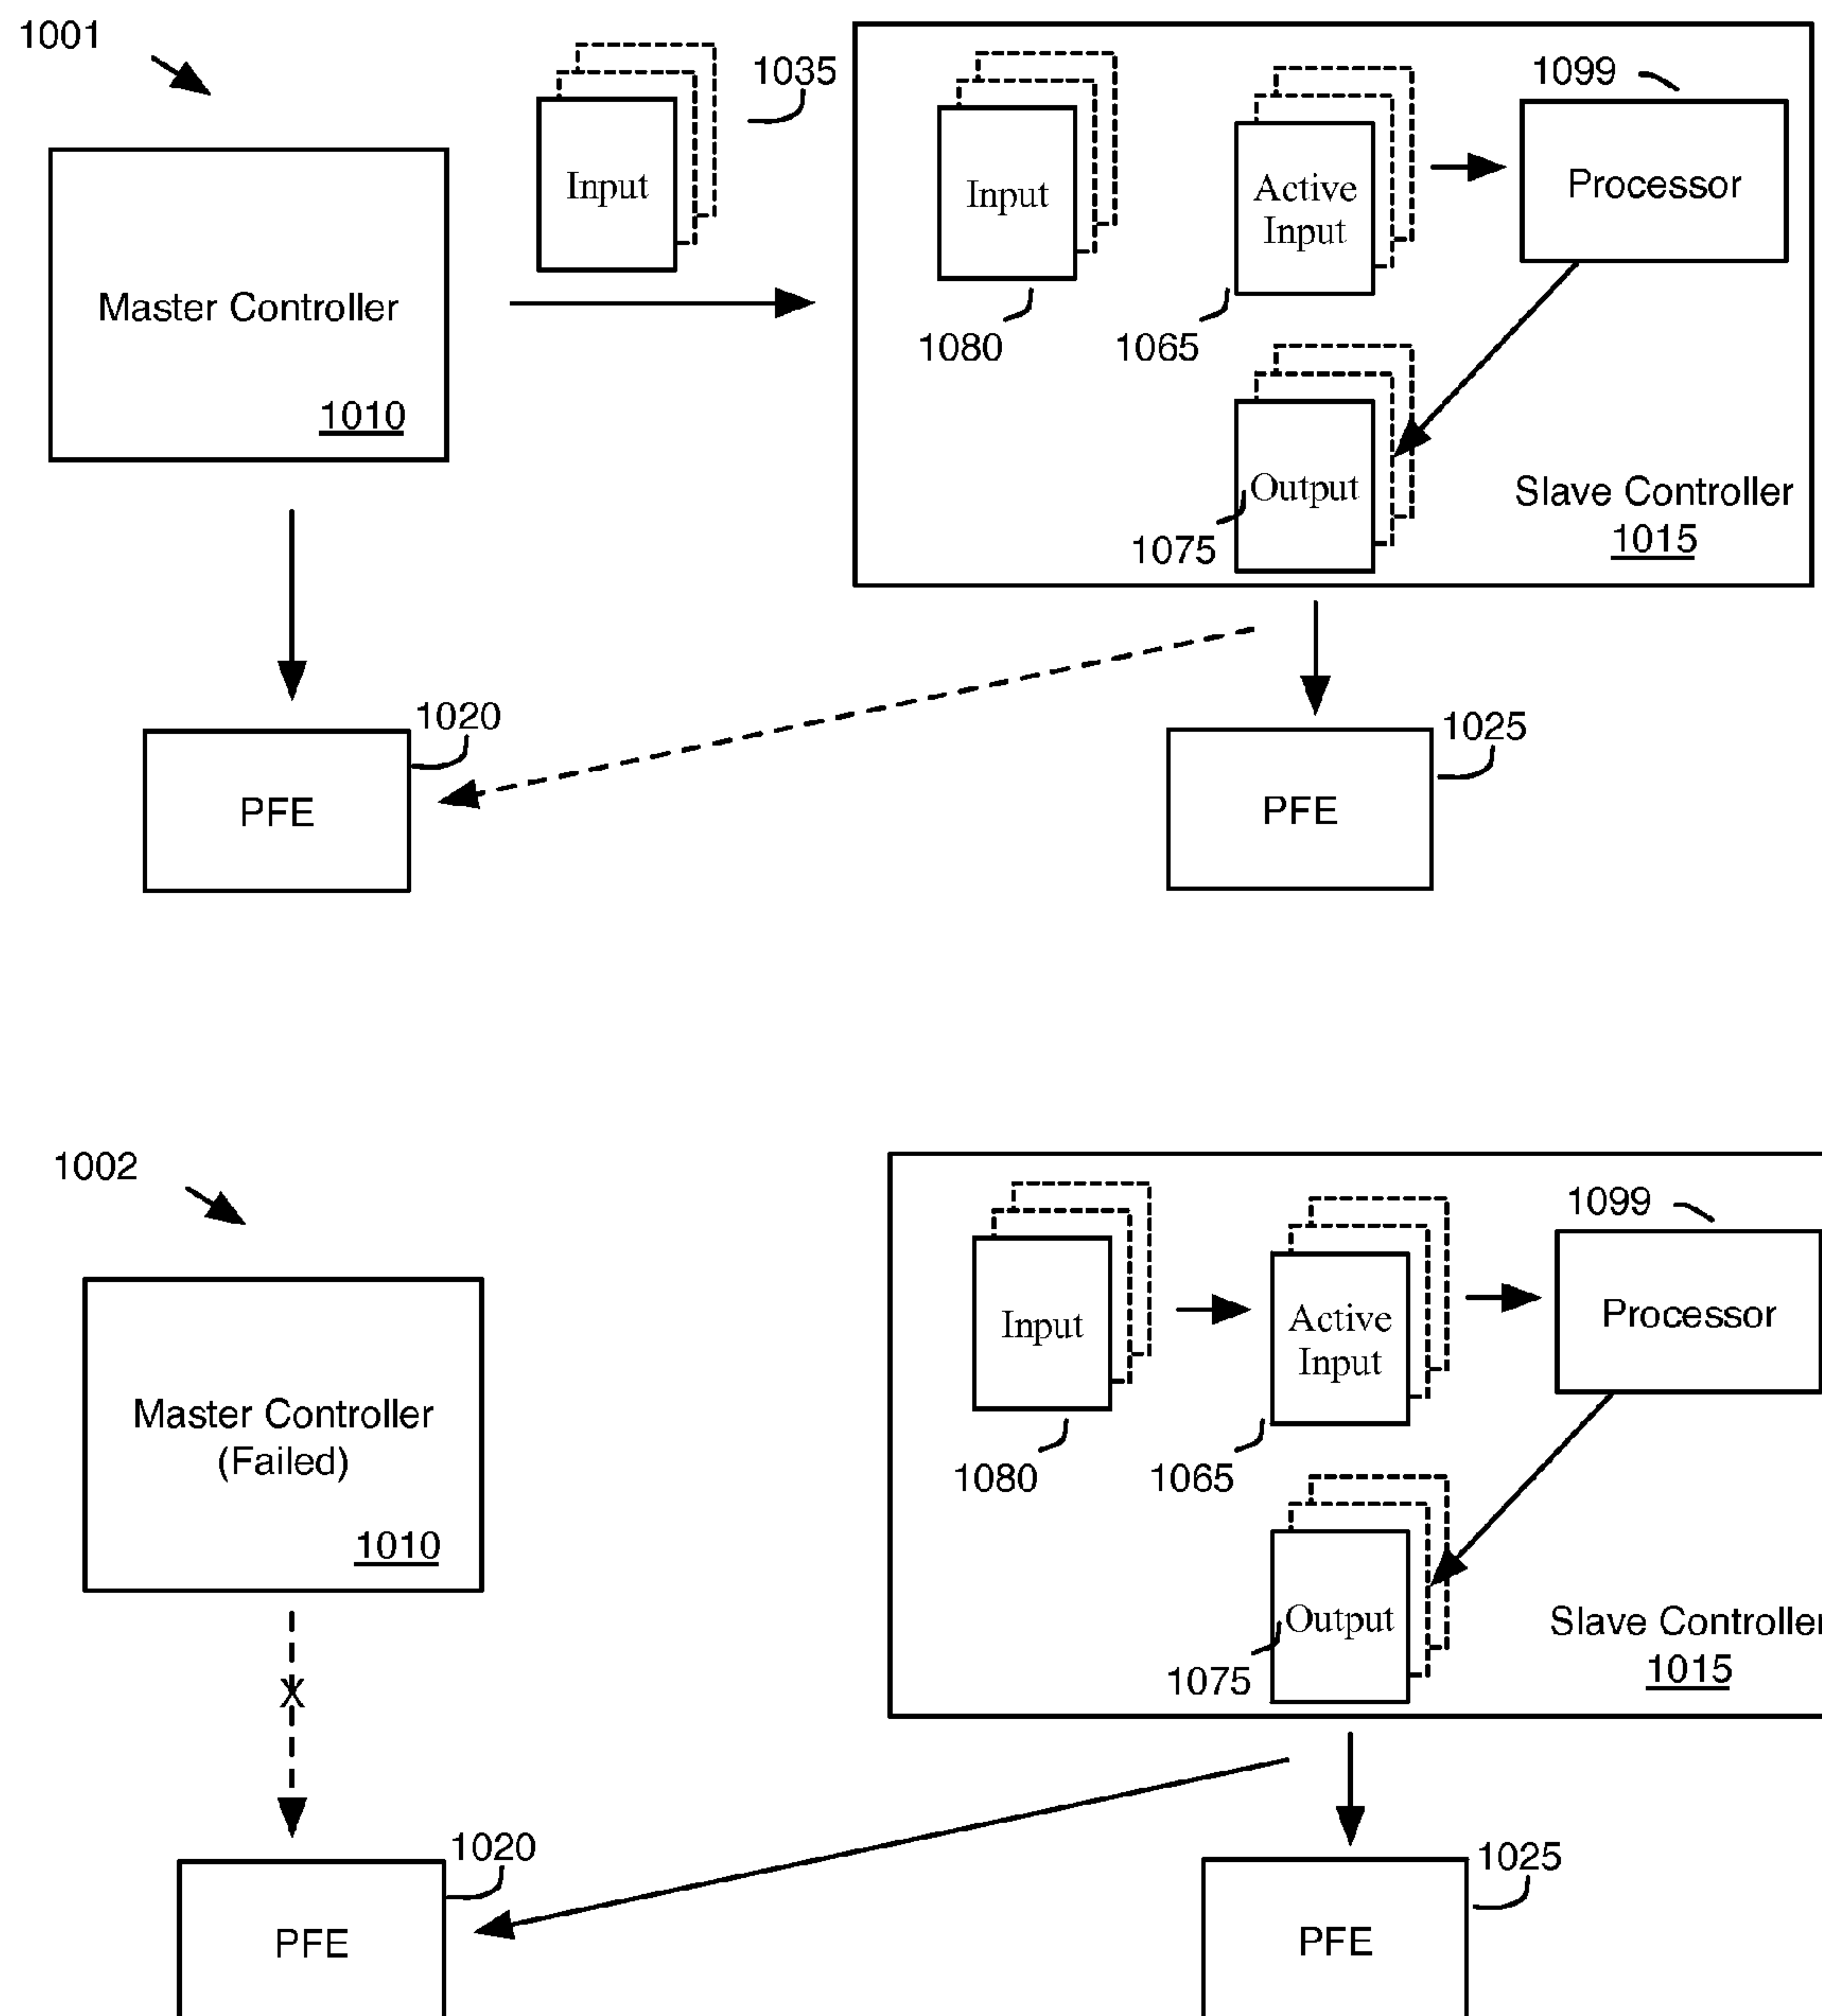 1001
1035
1099
Input
Input
Active
Input
Processor
Master Controller
1010
1080
1065
Output
1075
Slave Controller
1015
1020
PFE
1025
PFE
1002
1099
Input
Active
Input
Processor
Master Controller
(Failed)
1010
1080
1065
Output
1075
Slave Controller
1015
X
1020
PFE
1025
PFE